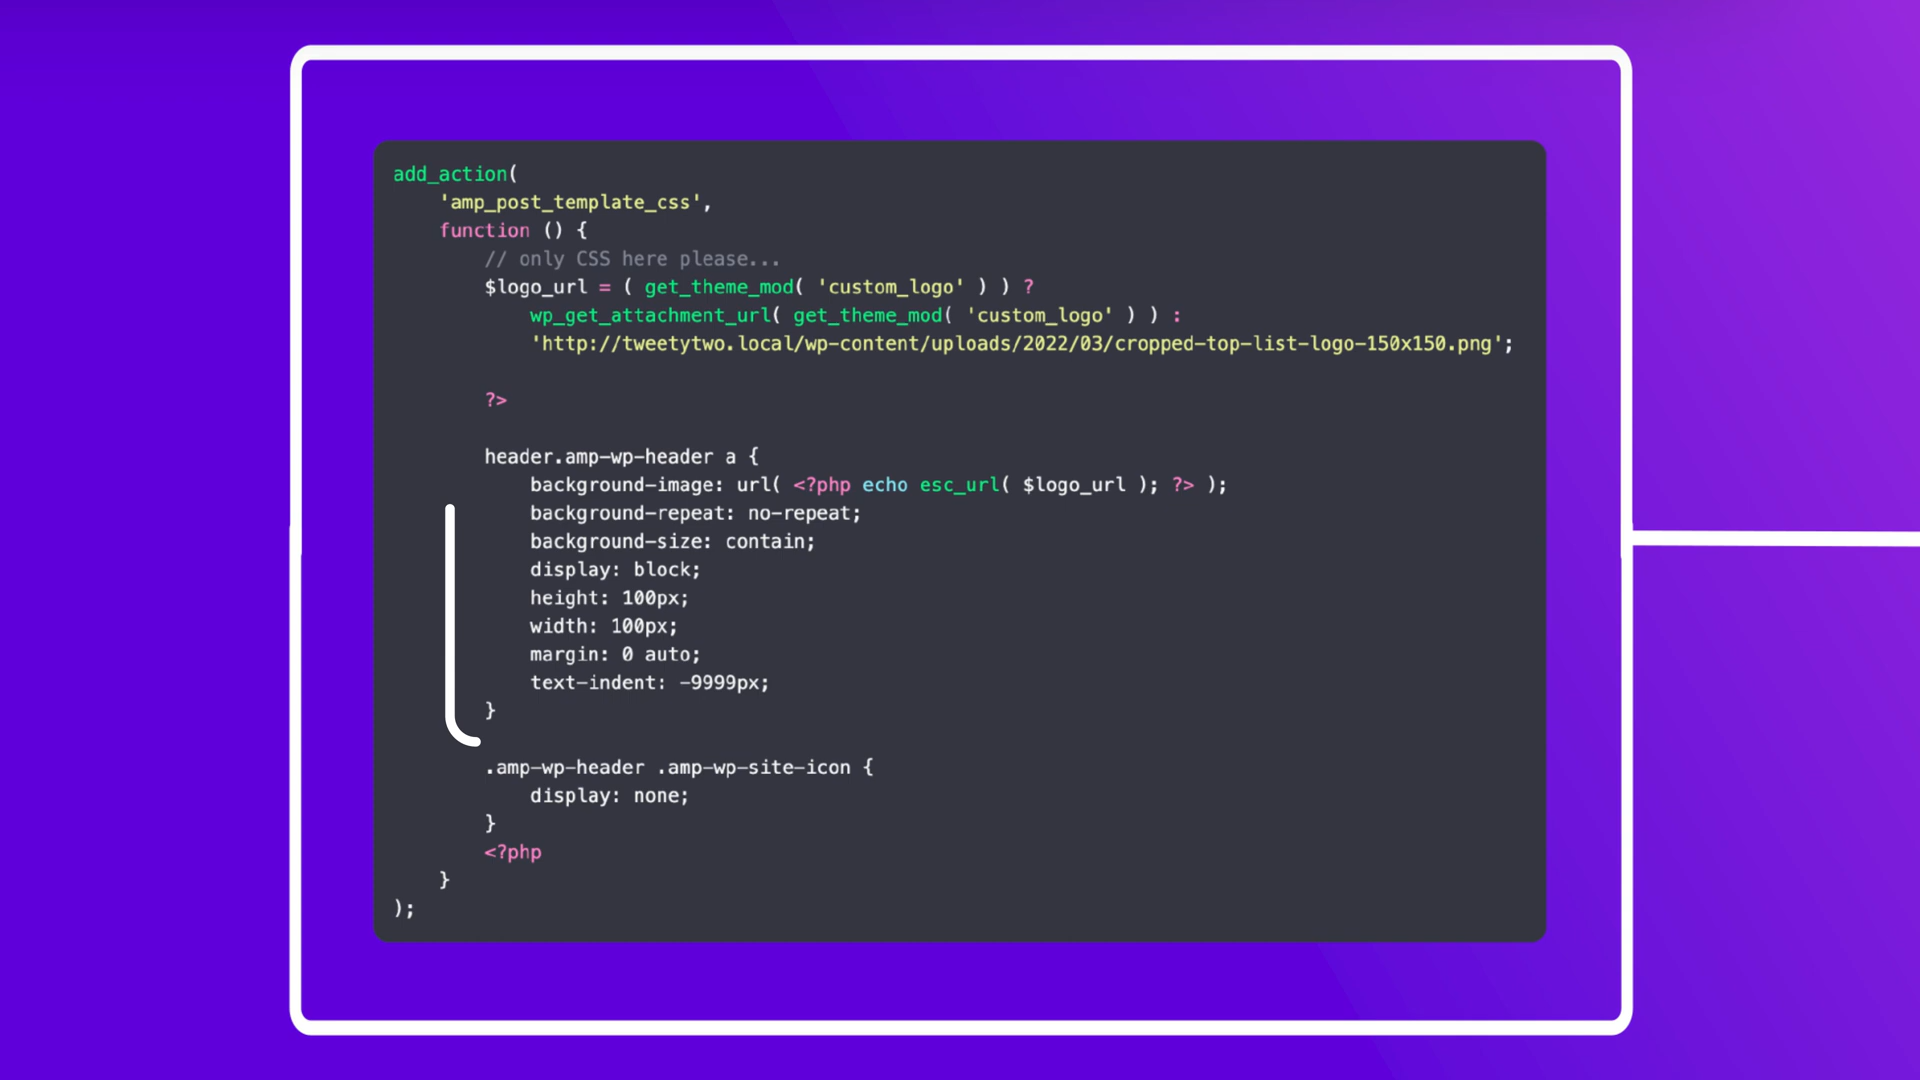 add_action(
'amp_post_template_css',
function () {
// only CSS here please...
$logo_url = ( get_theme_mod( 'custom_logo' ) ) ?
wp_get_attachment_url( get_theme_mod( 'custom_logo' ) ) :
'http://tweetytwo.local/wp-content/uploads/2022/03/cropped-top-list-logo-150x150.png';
?>
header.amp-wp-header a {
background-image: url( <?php echo esc_url( $logo_url ); ?> );
background-repeat: no-repeat;
background-size: contain;
display: block;
height: 100px;
width: 100px;
margin: 0 auto;
text-indent: -9999px;
}
.amp-wp-header .amp-wp-site-icon {
display: none;
}
<?php
}
);